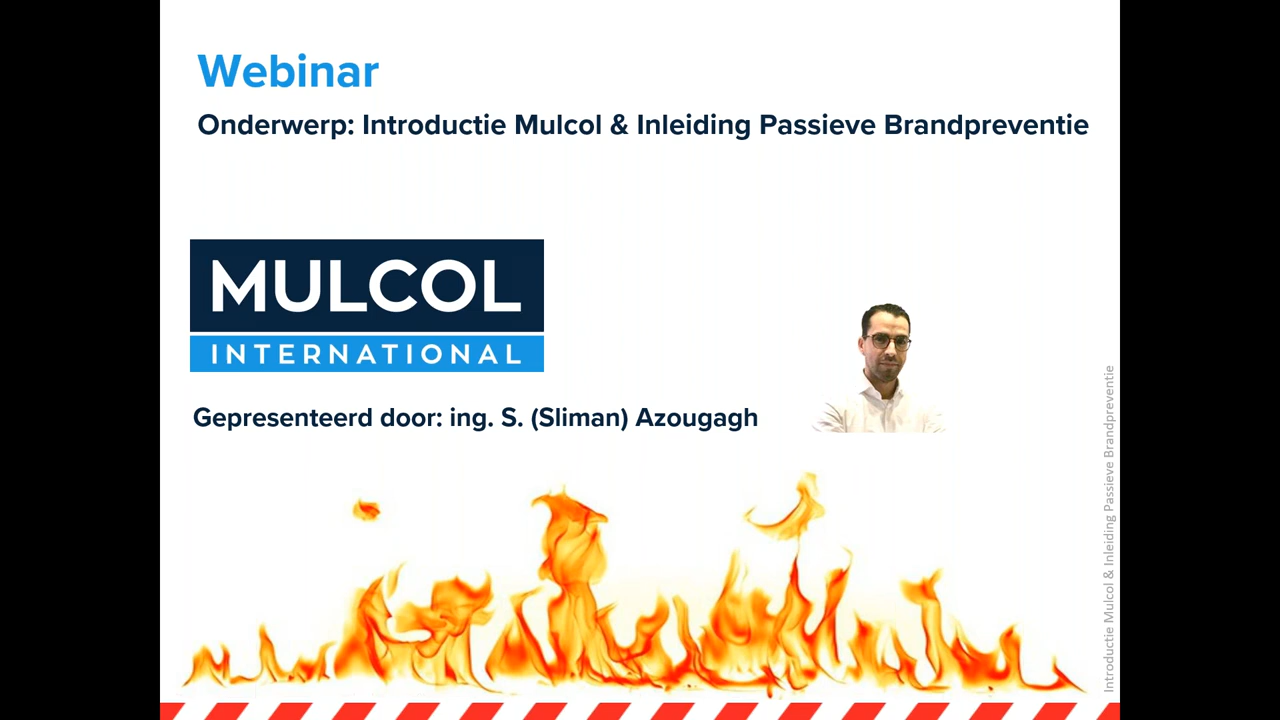 Webinar
Onderwerp: Introductie Mulcol & Inleiding Passieve Brandpreventie
MULCOL
INTERNATIONAL
Gepresenteerd door: ing. S. (Sliman) Azougagh
Introductie Mulcol & Inleiding Passieve Brandpreventie